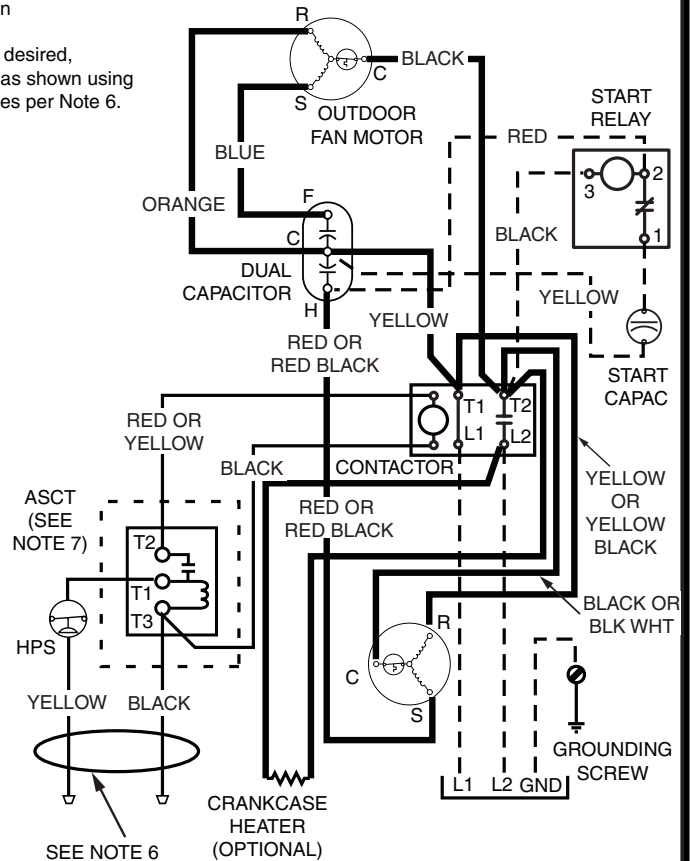 n
desired,
as shown using
es per Note 6.
R
BLACK
C
S
OUTDOOR
FAN MOTOR
START
RELAY
RED
BLUE
2
3
ORANGE
F
C
1
BLACK
DUAL
CAPACITOR
YELLOW
H
YELLOW
RED OR
RED BLACK
START
CAPAC
T1
T2
RED OR
YELLOW
L1
L2
BLACK
CONTACTOR
YELLOW
OR
YELLOW
BLACK
ASCT
(SEE
NOTE 7)
RED OR
RED BLACK
T2
T1
T3
BLACK OR
BLK WHT
R
HPS
C
S
YELLOW
BLACK
GROUNDING
SCREW
L1
L2
GND
CRANKCASE
HEATER
(OPTIONAL)
SEE NOTE 6